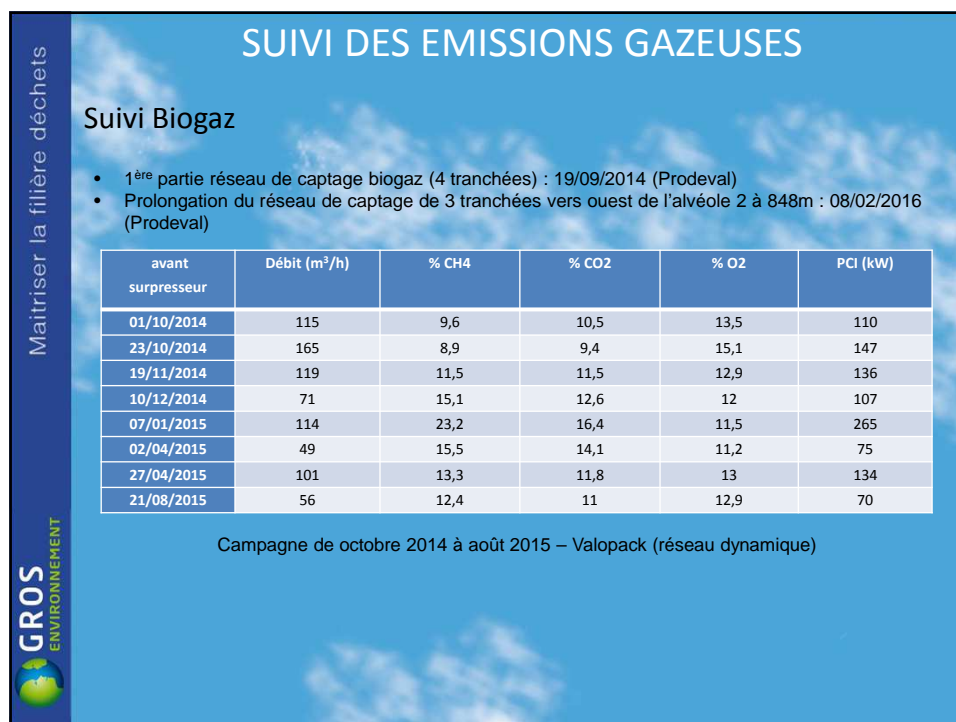 SUIVI DES EMISSIONS GAZEUSES
Suivi Biogaz
• 1ère partie réseau de captage biogaz (4 tranchées) : 19/09/2014 (Prodeval)
• Prolongation du réseau de captage de 3 tranchées vers ouest de l'alvéole 2 à 848m : 08/02/2016
(Prodeval)
avant surpresseur Débit (m³/h) % CH4 % CO2 % O2 PCI (kW)
01/10/2014 115 9,6 10,5 13,5 110
23/10/2014 165 8,9 9,4 15,1 147
19/11/2014 119 11,5 11,5 12,9 136
10/12/2014 71 15,1 12,6 12 107
07/01/2015 114 23,2 16,4 11,5 265
02/04/2015 49 15,5 14,1 11,2 75
27/04/2015 101 13,3 11,8 13 134
21/08/2015 56 12,4 11 12,9 70
Campagne de octobre 2014 à août 2015 – Valopack (réseau dynamique)
Maitriser la filière déchets
GROS
ENVIRONNEMENT